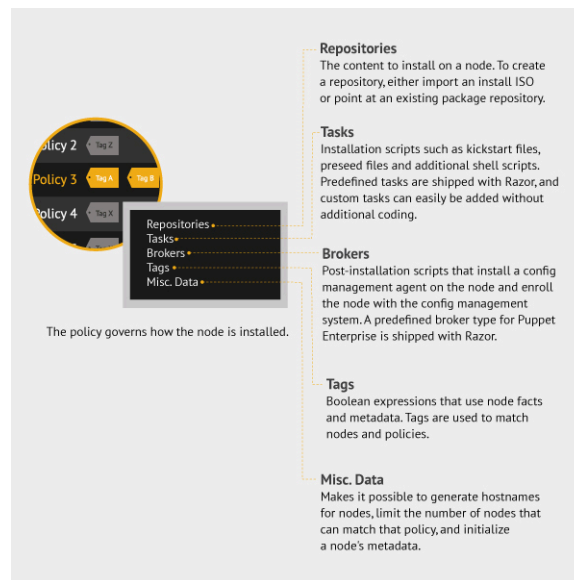 Policy 2
Tag Z
Policy 3
Tag A
Tag B
Policy 4
Tag X
Repositories
Tasks
Brokers
Tags
Misc. Data
The policy governs how the node is installed.
Repositories
The content to install on a node. To create
a repository, either import an install ISO
or point at an existing package repository.
Tasks
Installation scripts such as kickstart files,
preseed files and additional shell scripts.
Predefined tasks are shipped with Razor, and
custom tasks can easily be added without
additional coding.
Brokers
Post-installation scripts that install a config
management agent on the node and enroll
the node with the config management
system. A predefined broker type for Puppet
Enterprise is shipped with Razor.
Tags
Boolean expressions that use node facts
and metadata. Tags are used to match
nodes and policies.
Misc. Data
Makes it possible to generate hostnames
for nodes, limit the number of nodes that
can match that policy, and initialize
a node's metadata.